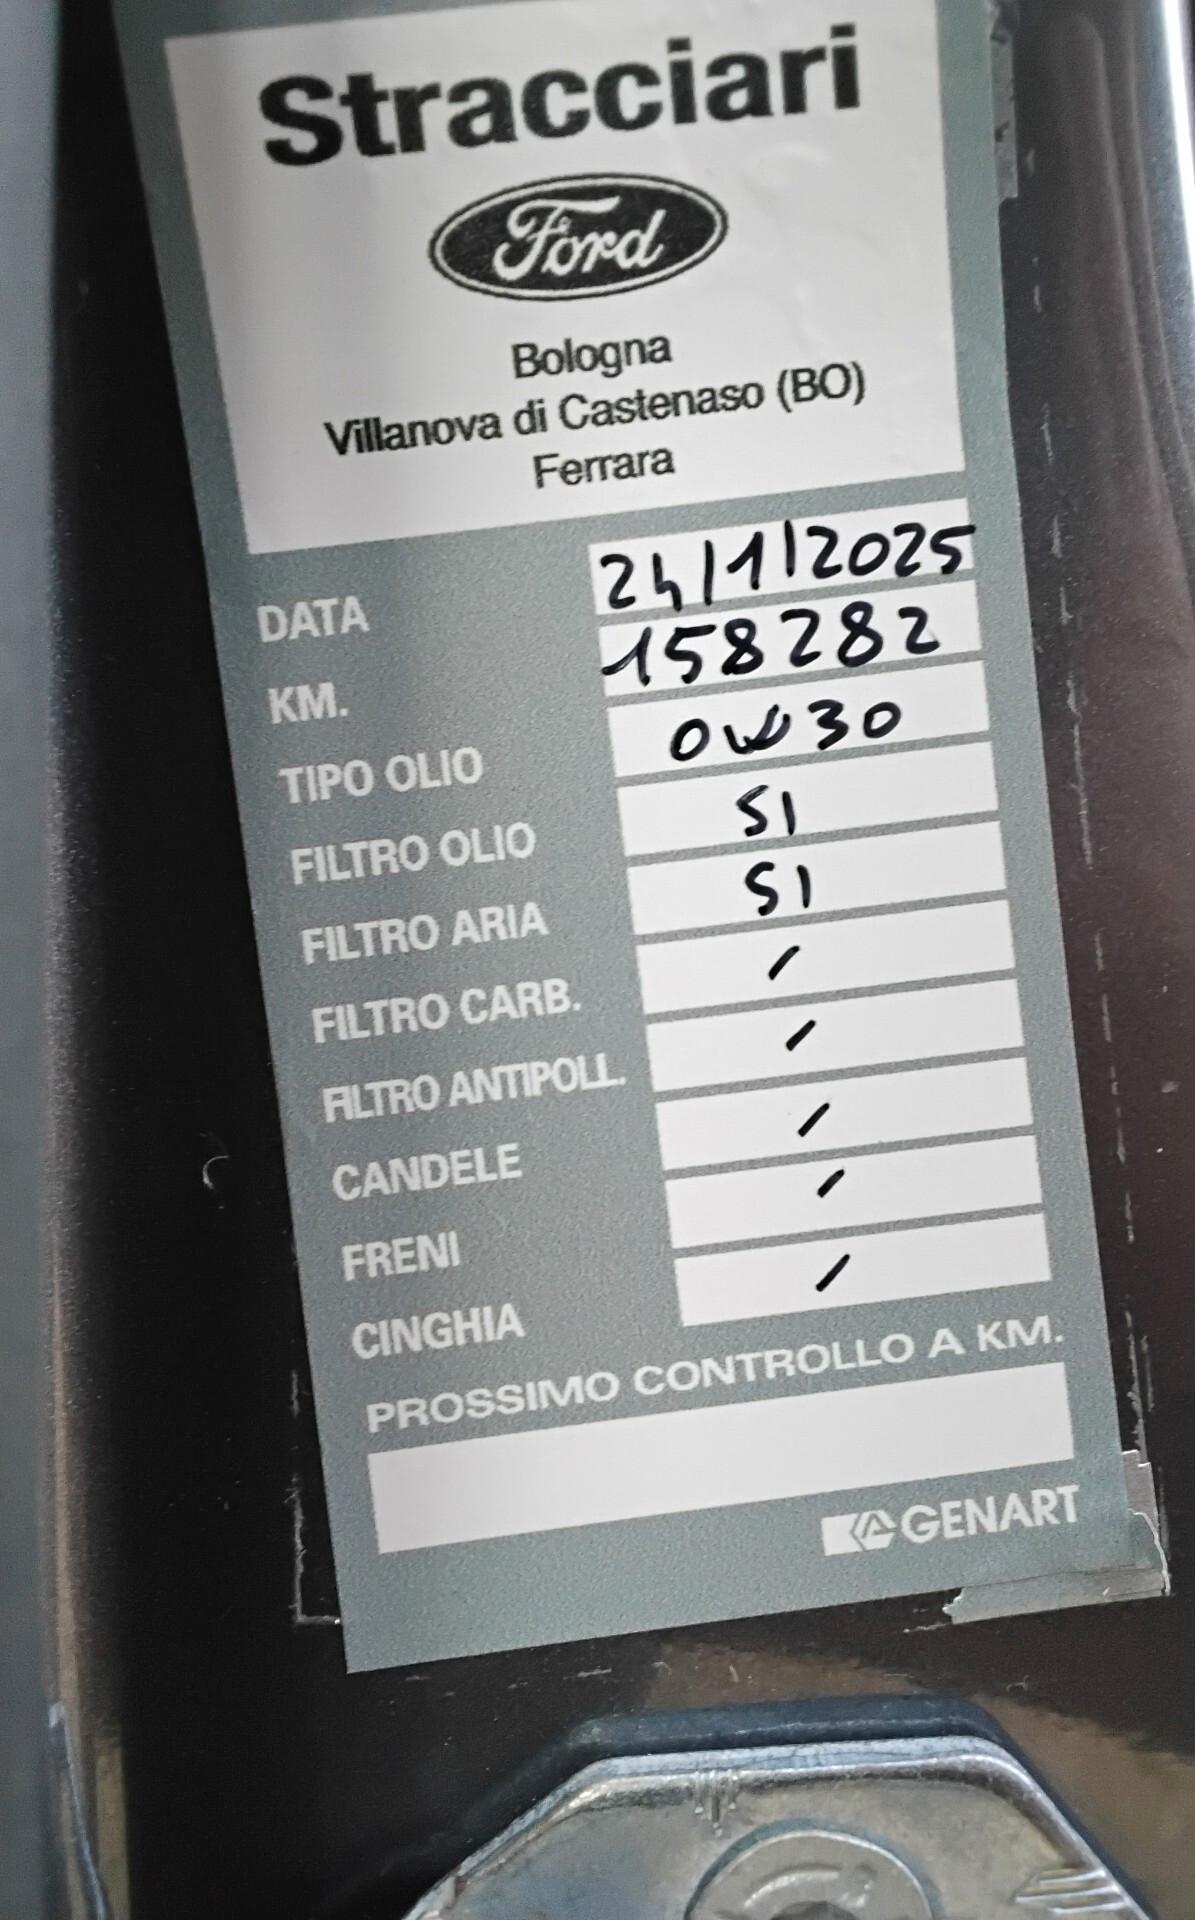 Stracciari
Ford
Bologna
Villanova di Castenaso (BO)
Ferrara
DATA 24/1/2025
KM. 158282
TIPO OLIO 0W30
FILTRO OLIO SI
FILTRO ARIA SI
FILTRO CARB. /
FILTRO ANTIPOLL. /
CANDELE /
FRENI /
CINGHIA /
PROSSIMO CONTROLLO A KM.
GENART